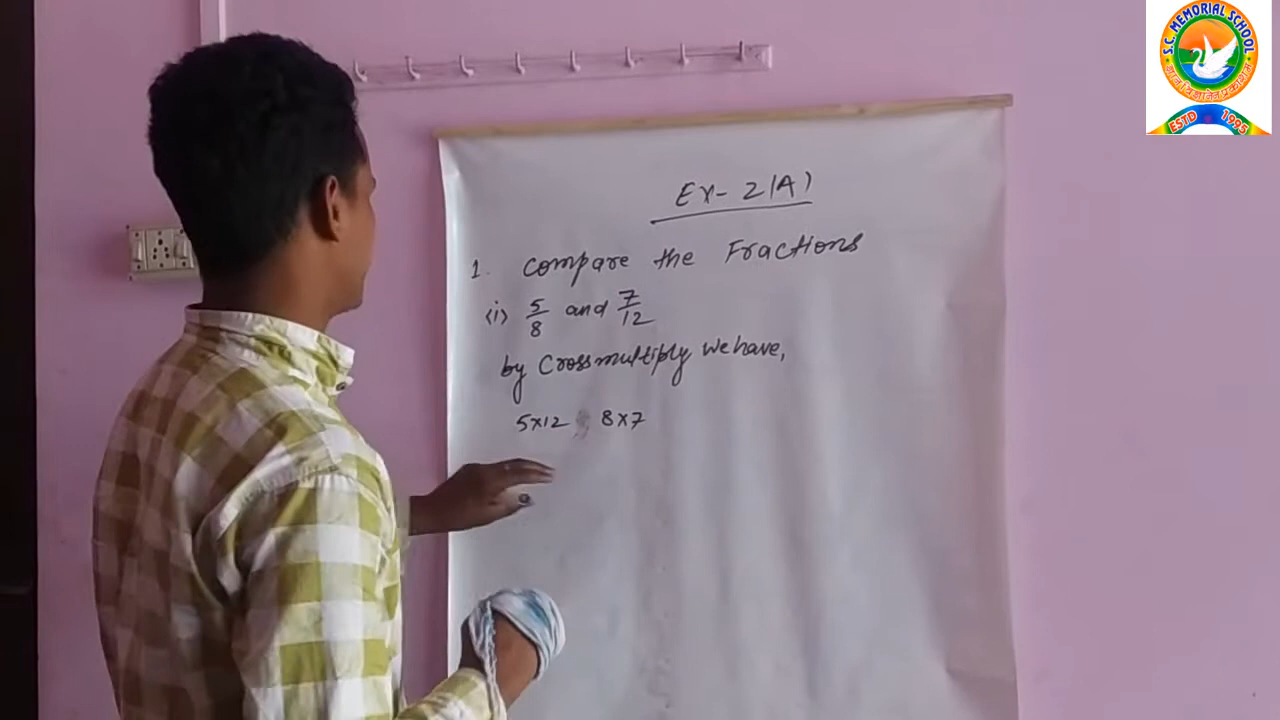 Ex- 2(A)
1. Compare the Fractions
(i) 5/8 and 7/12
by Crossmultiply We have,
5x12 8x7
S.C. MEMORIAL SCHOOL
ESTD 1995